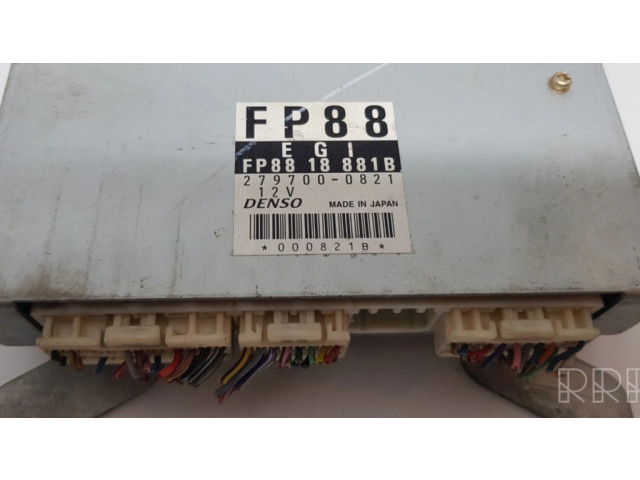 FP88
EGI
FP88 18 881B
279700-0821
12V
DENSO MADE IN JAPAN
*000821B*
RRR